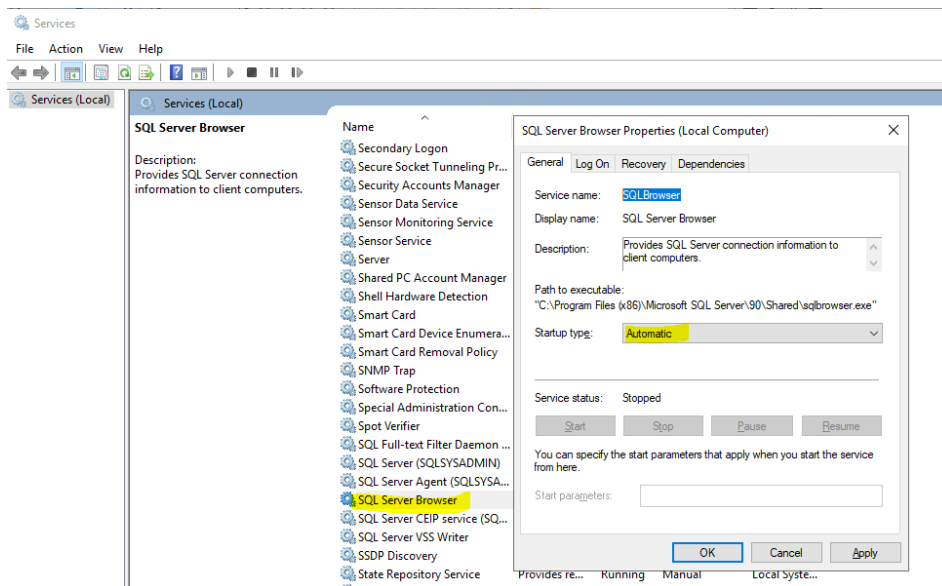 Services
File Action View Help
Services (Local)
Services (Local)
SQL Server Browser
Description:
Provides SQL Server connection
information to client computers.
Name
Secondary Logon
Secure Socket Tunneling Pr...
Security Accounts Manager
Sensor Data Service
Sensor Monitoring Service
Sensor Service
Server
Shared PC Account Manager
Shell Hardware Detection
Smart Card
Smart Card Device Enumera...
Smart Card Removal Policy
SNMP Trap
Software Protection
Special Administration Con...
Spot Verifier
SQL Full-text Filter Daemon ...
SQL Server (SQLSYSADMIN)
SQL Server Agent (SQLSYSA...
SQL Server Browser
SQL Server CEIP service (SQ...
SQL Server VSS Writer
SSDP Discovery
State Repository Service Provides re... Running Manual Local Syste...
SQL Server Browser Properties (Local Computer)
General Log On Recovery Dependencies
Service name: SQLBrowser
Display name: SQL Server Browser
Description: Provides SQL Server connection information to
client computers.
Path to executable:
"C:\Program Files (x86)\Microsoft SQL Server\90\Shared\sqlbrowser.exe"
Startup type: Automatic
Service status: Stopped
Start Stop Pause Resume
You can specify the start parameters that apply when you start the service
from here.
Start parameters:
OK Cancel Apply